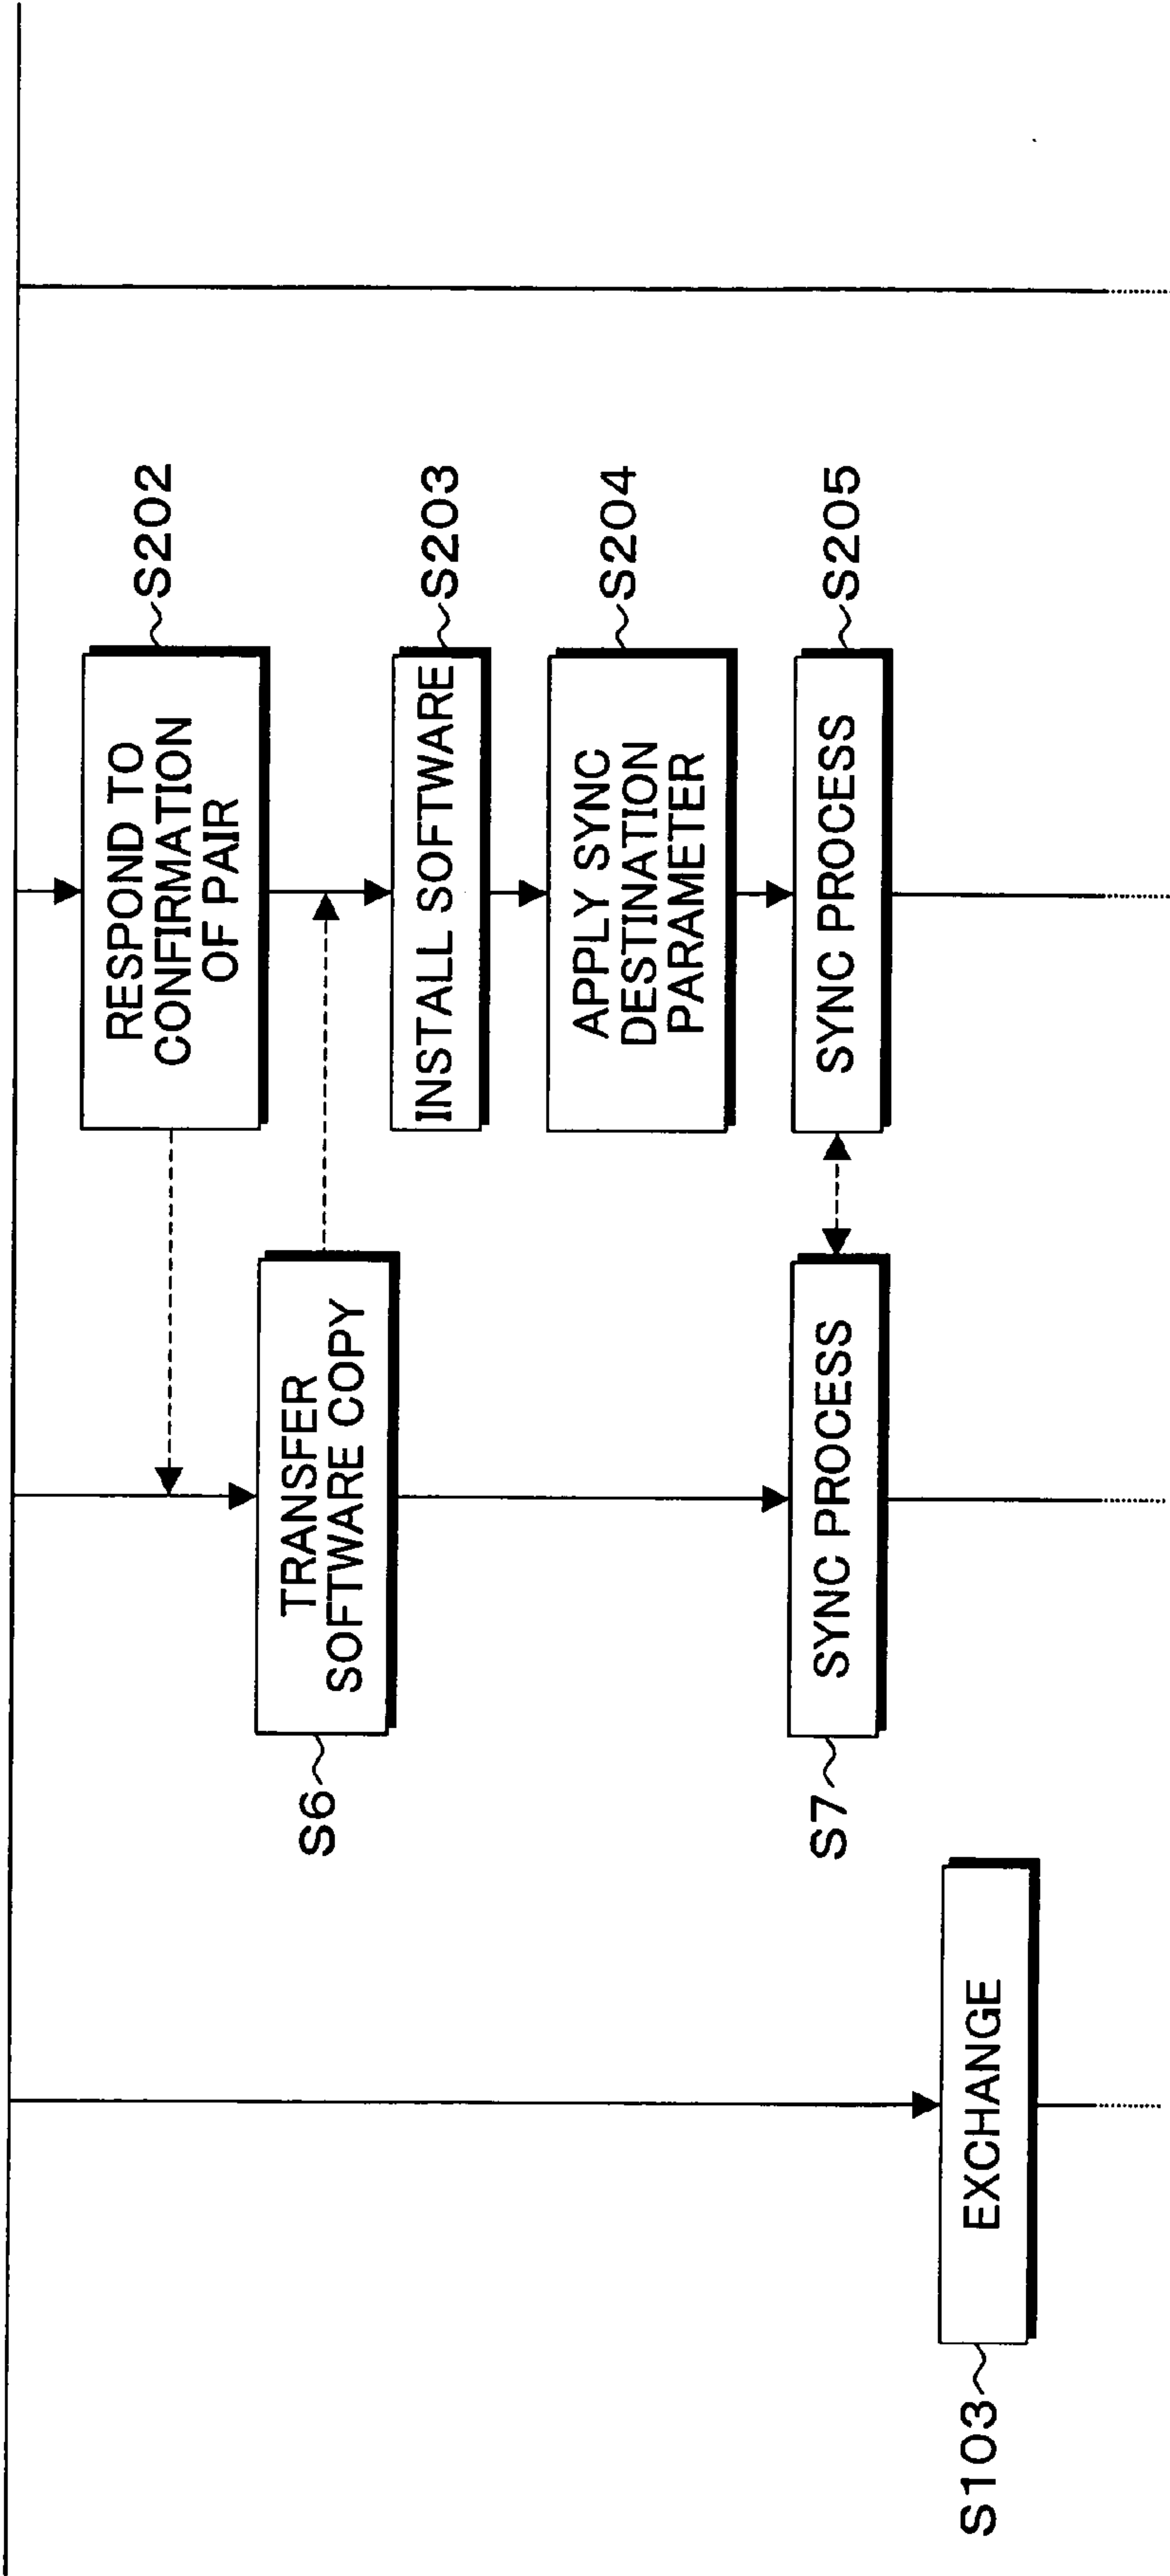 RESPOND TO
CONFIRMATION
OF PAIR
S202
TRANSFER
SOFTWARE COPY
S6
INSTALL SOFTWARE
S203
APPLY SYNC
DESTINATION
PARAMETER
S204
SYNC PROCESS
S7
SYNC PROCESS
S205
EXCHANGE
S103